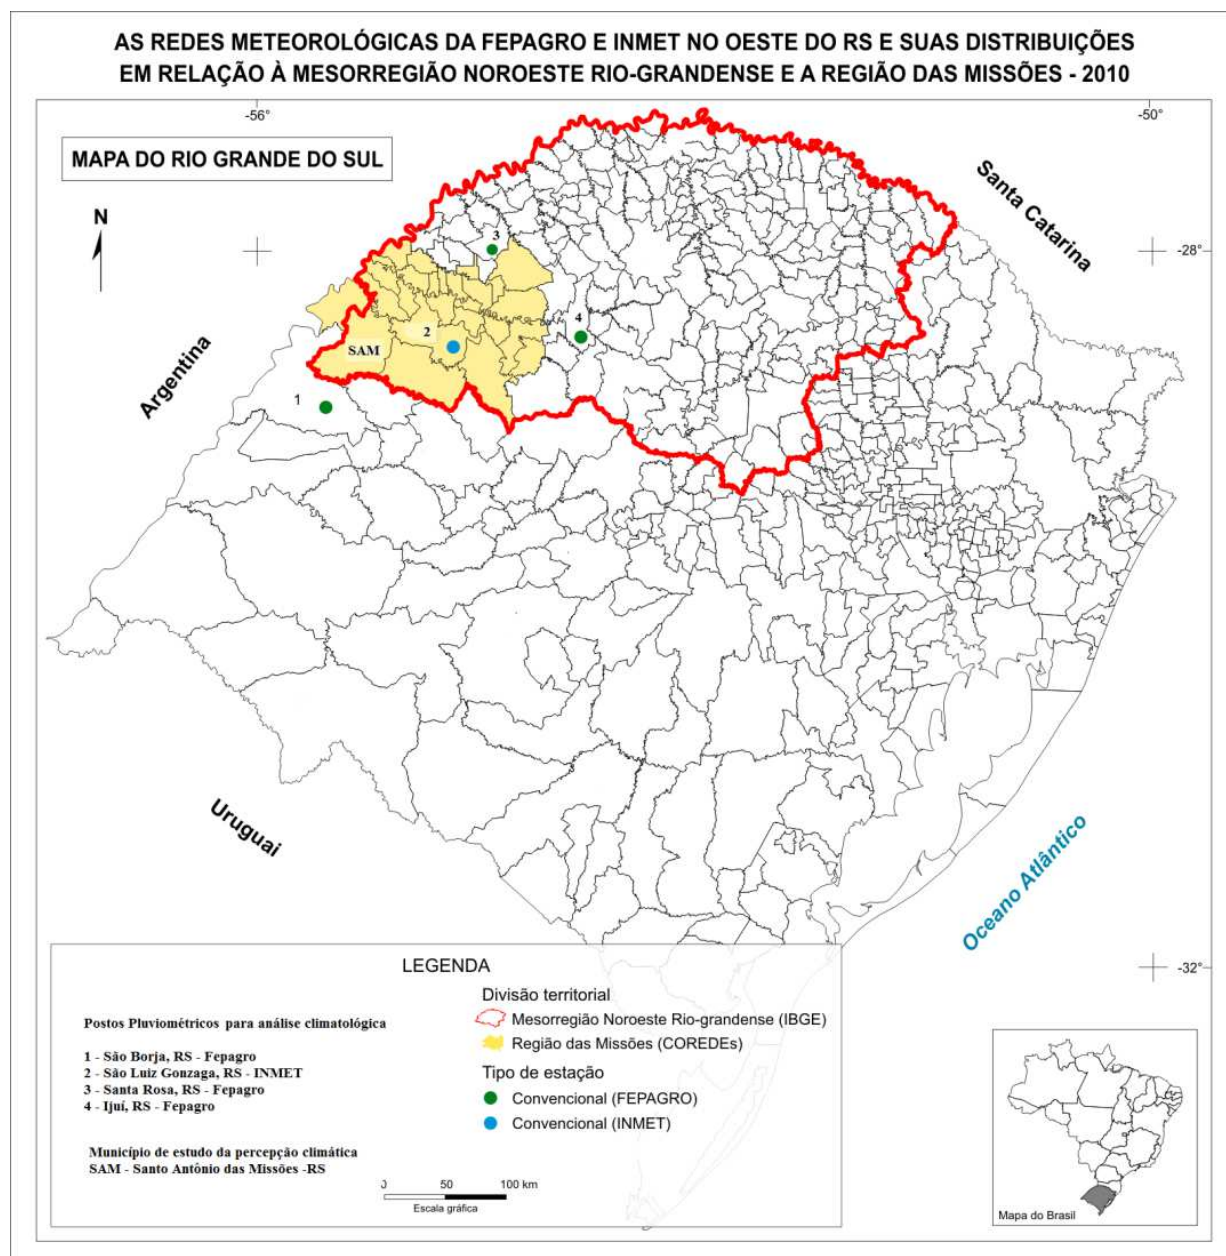 AS REDES METEOROLÓGICAS DA FEPAGRO E INMET NO OESTE DO RS E SUAS DISTRIBUIÇÕES
EM RELAÇÃO À MESORREGIÃO NOROESTE RIO-GRANDENSE E A REGIÃO DAS MISSÕES - 2010
-56°
-50°
MAPA DO RIO GRANDE DO SUL
Santa Catarina
N
-28°
3
4
2
SAM
Argentina
1
Uruguai
Oceano Atlântico
-32°
LEGENDA
Divisão territorial
Mesorregião Noroeste Rio-grandense (IBGE)
Região das Missões (COREDEs)
Tipo de estação
Convencional (FEPAGRO)
Convencional (INMET)
Postos Pluviométricos para análise climatológica
1 - São Borja, RS - Fepagro
2 - São Luiz Gonzaga, RS - INMET
3 - Santa Rosa, RS - Fepagro
4 - Ijuí, RS - Fepagro
Município de estudo da percepção climática
SAM - Santo Antônio das Missões -RS
0 50 100 km
Escala gráfica
Mapa do Brasil